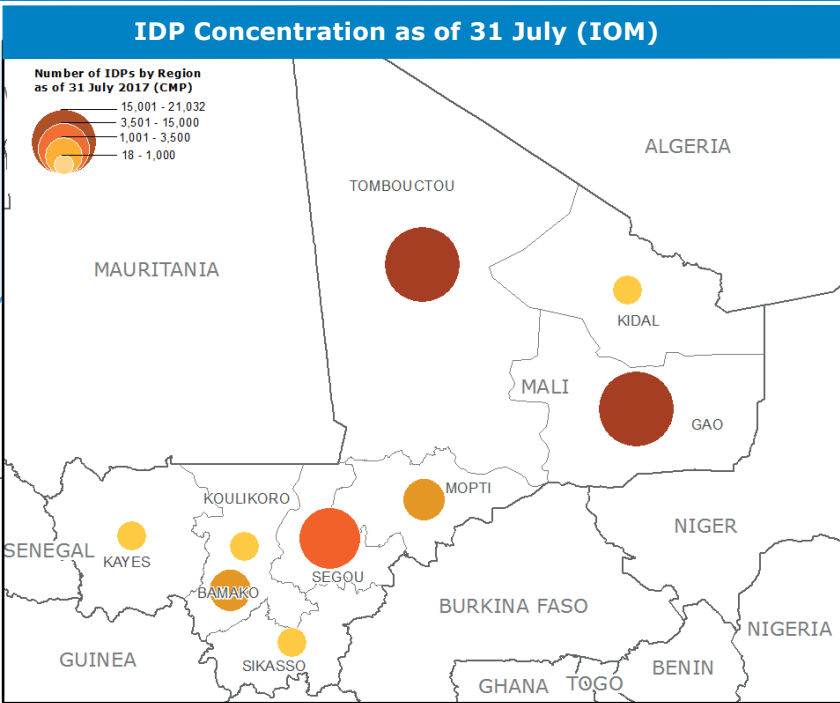 IDP Concentration as of 31 July (IOM)
Number of IDPs by Region
as of 31 July 2017 (CMP)
15,001 - 21,032
3,501 - 15,000
1,001 - 3,500
18 - 1,000
ALGERIA
TOMBOUCTOU
MAURITANIA
KIDAL
MALI
GAO
MOPTI
KOULIKORO
NIGER
SENEGAL
KAYES
SEGOU
BAMAKO
BURKINA FASO
NIGERIA
GUINEA
SIKASSO
BENIN
GHANA
TOGO